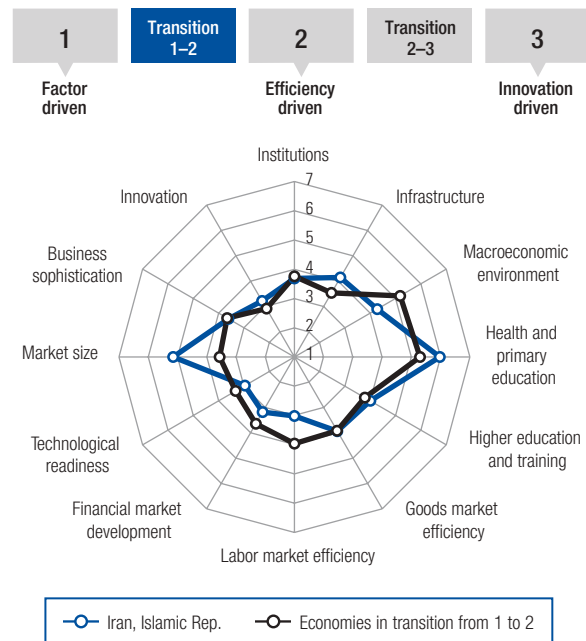 1
Transition
1–2
2
Transition
2–3
3
Factor
driven
Efficiency
driven
Innovation
driven
Institutions
7
Innovation
6
Infrastructure
5
Business
sophistication
4
Macroeconomic
environment
3
2
Market size
1
Health and
primary
education
Technological
readiness
Higher education
and training
Financial market
development
Goods market
efficiency
Labor market efficiency
Iran, Islamic Rep.
Economies in transition from 1 to 2